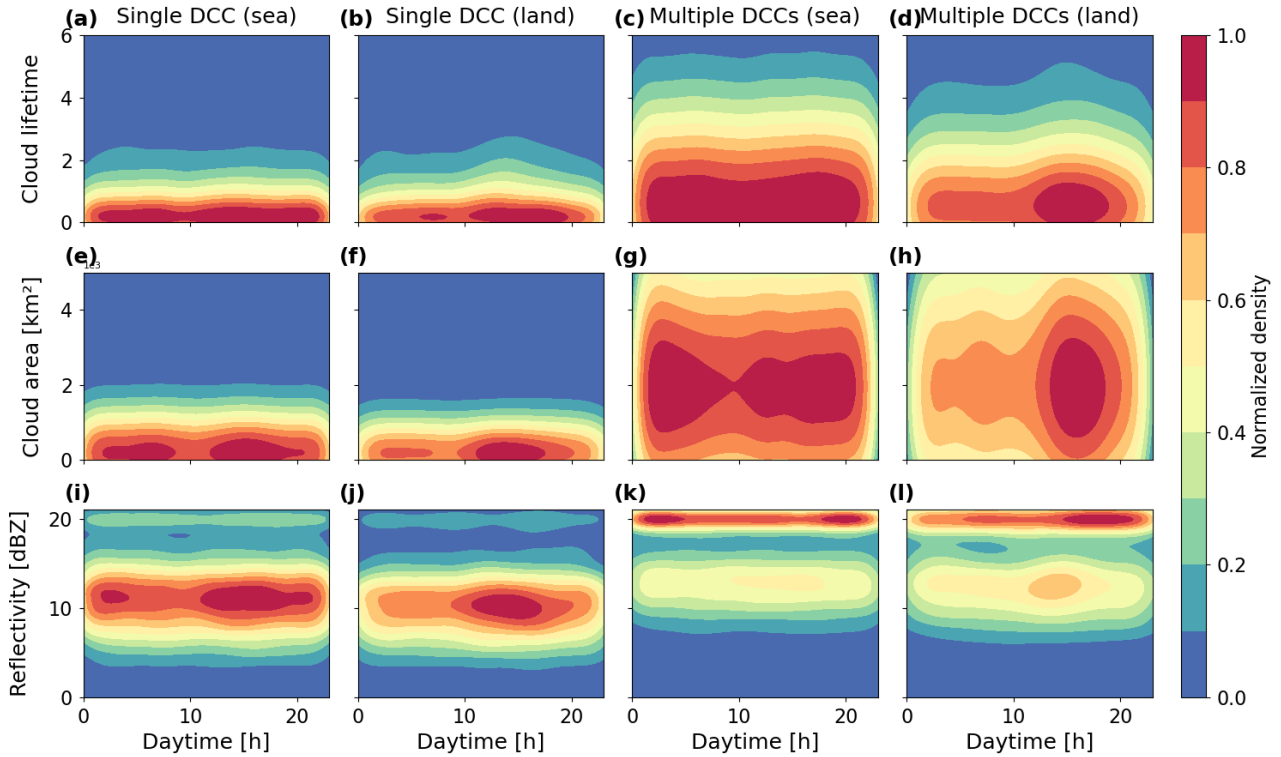 (a) Single DCC (sea)
(b) Single DCC (land)
(c) Multiple DCCs (sea)
(d) Multiple DCCs (land)
Cloud lifetime
6
4
2
0
(e)
(f)
(g)
(h)
1e3
Cloud area [km²]
4
2
0
(i)
(j)
(k)
(l)
Reflectivity [dBZ]
20
10
0
0 10 20
0 10 20
0 10 20
0 10 20
Daytime [h]
Daytime [h]
Daytime [h]
Daytime [h]
1.0
0.8
0.6
0.4
0.2
0.0
Normalized density